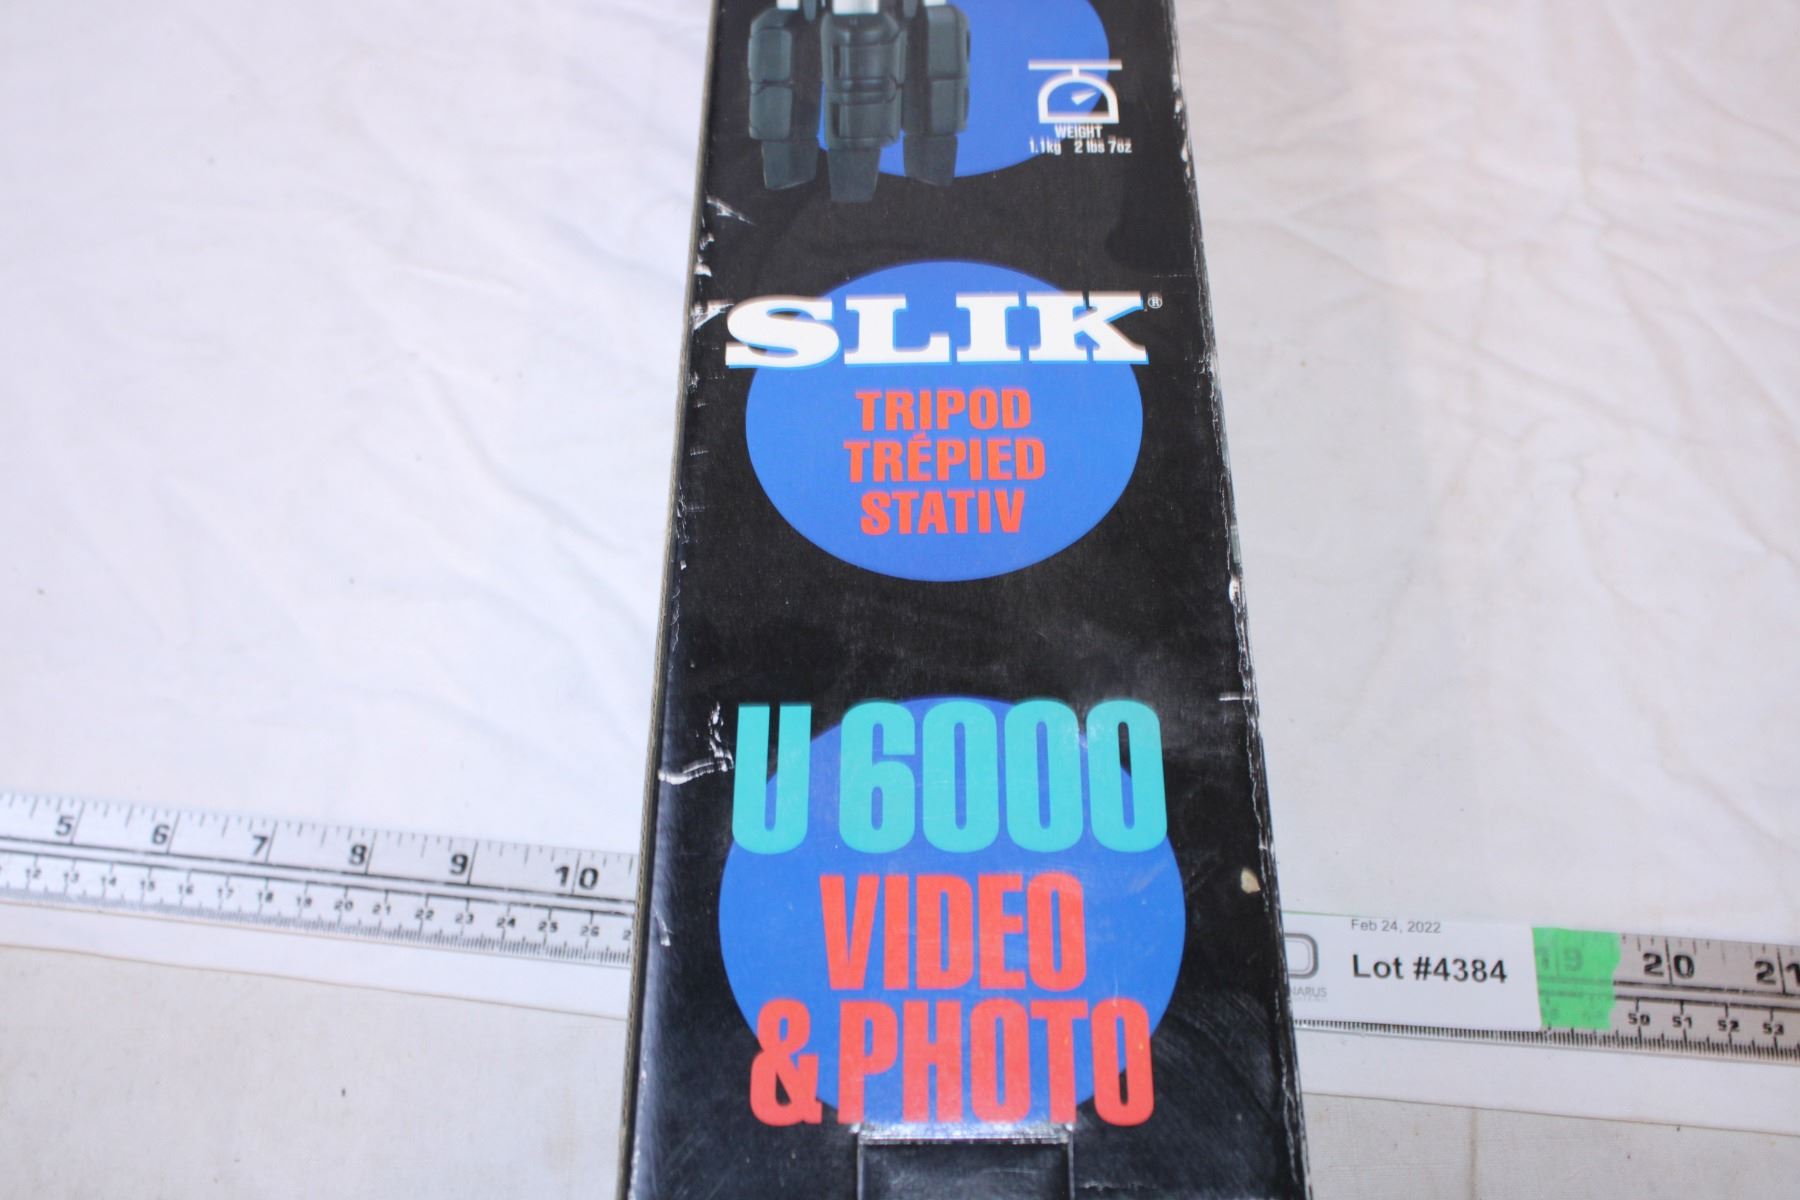 WEIGHT
1.1kg 2 lbs 7oz
SLIK®
TRIPOD
TRÉPIED
STATIV
U 6000
VIDEO
& PHOTO
5 6 7 8 9 10
12 13 14 15 16 17 18 19 20 21 22 23 24 25 26
Feb 24, 2022
Lot #4384
19 20 21
50 51 52 53